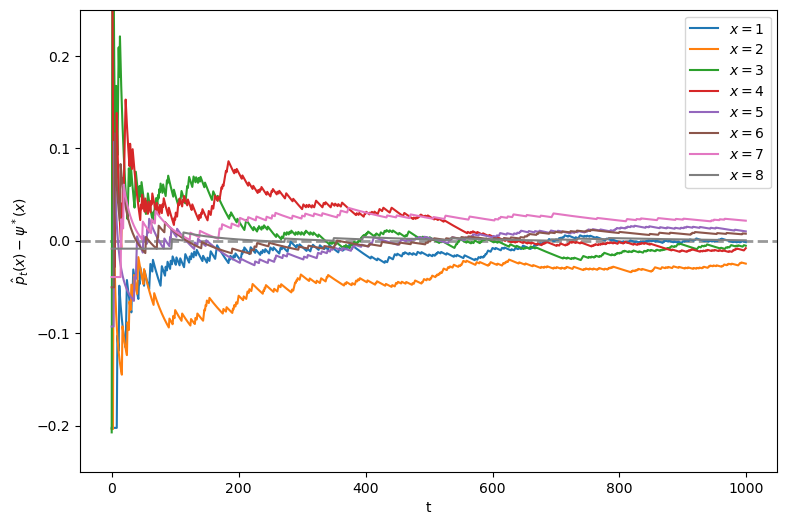 0.2
0.1
0.0
−0.1
−0.2
0
200
400
600
800
1000
t
p̂ₜ(x) − ψ*(x)
x = 1
x = 2
x = 3
x = 4
x = 5
x = 6
x = 7
x = 8